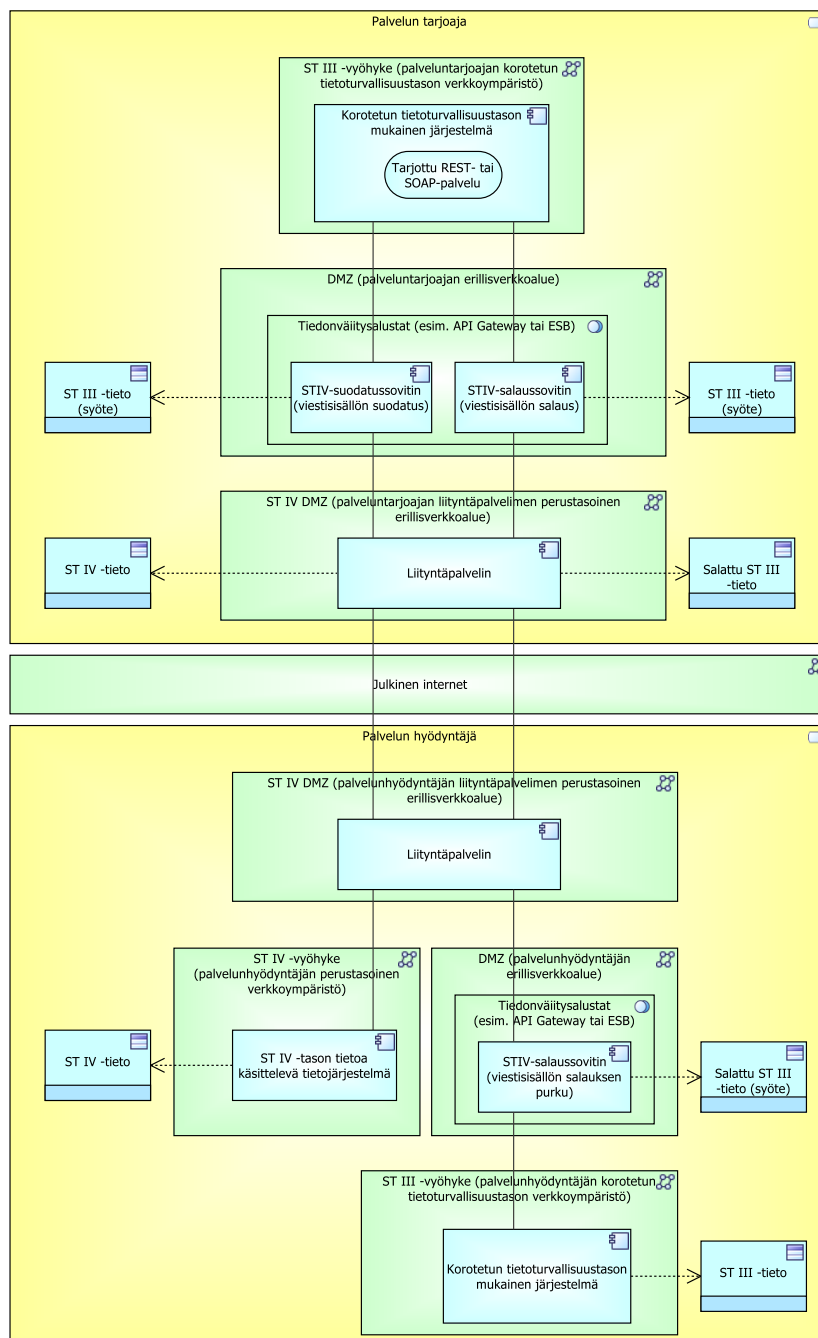 Palvelun tarjoaja
ST III -vyöhyke (palveluntarjoajan korotetun
tietoturvallisuustason verkkoympäristö)
Korotetun tietoturvallisuustason
mukainen järjestelmä
Tarjottu REST- tai
SOAP-palvelu
DMZ (palveluntarjoajan erillisverkkoalue)
Tiedonväiitysalustat (esim. API Gateway tai ESB)
ST III -tieto
(syöte)
STIV-suodatussovitin
(viestisisällön suodatus)
STIV-salaussovitin
(viestisisällön salaus)
ST III -tieto
(syöte)
ST IV DMZ (palveluntarjoajan liityntäpalvelimen perustasoinen
erillisverkkoalue)
ST IV -tieto
Liityntäpalvelin
Salattu ST III
-tieto
Julkinen internet
Palvelun hyödyntäjä
ST IV DMZ (palvelunhyödyntäjän liityntäpalvelimen perustasoinen
erillisverkkoalue)
Liityntäpalvelin
ST IV -vyöhyke
(palvelunhyödyntäjän perustasoinen
verkkoympäristö)
DMZ (palvelunhyödyntäjän
erillisverkkoalue)
Tiedonväiitysalustat
(esim. API Gateway tai ESB)
ST IV -tieto
ST IV -tason tietoa
käsittelevä tietojärjestelmä
STIV-salaussovitin
(viestisisällön salauksen
purku)
Salattu ST III
-tieto (syöte)
ST III -vyöhyke (palvelunhyödyntäjän korotetun
tietoturvallisuustason verkkoympäristö)
Korotetun tietoturvallisuustason
mukainen järjestelmä
ST III -tieto